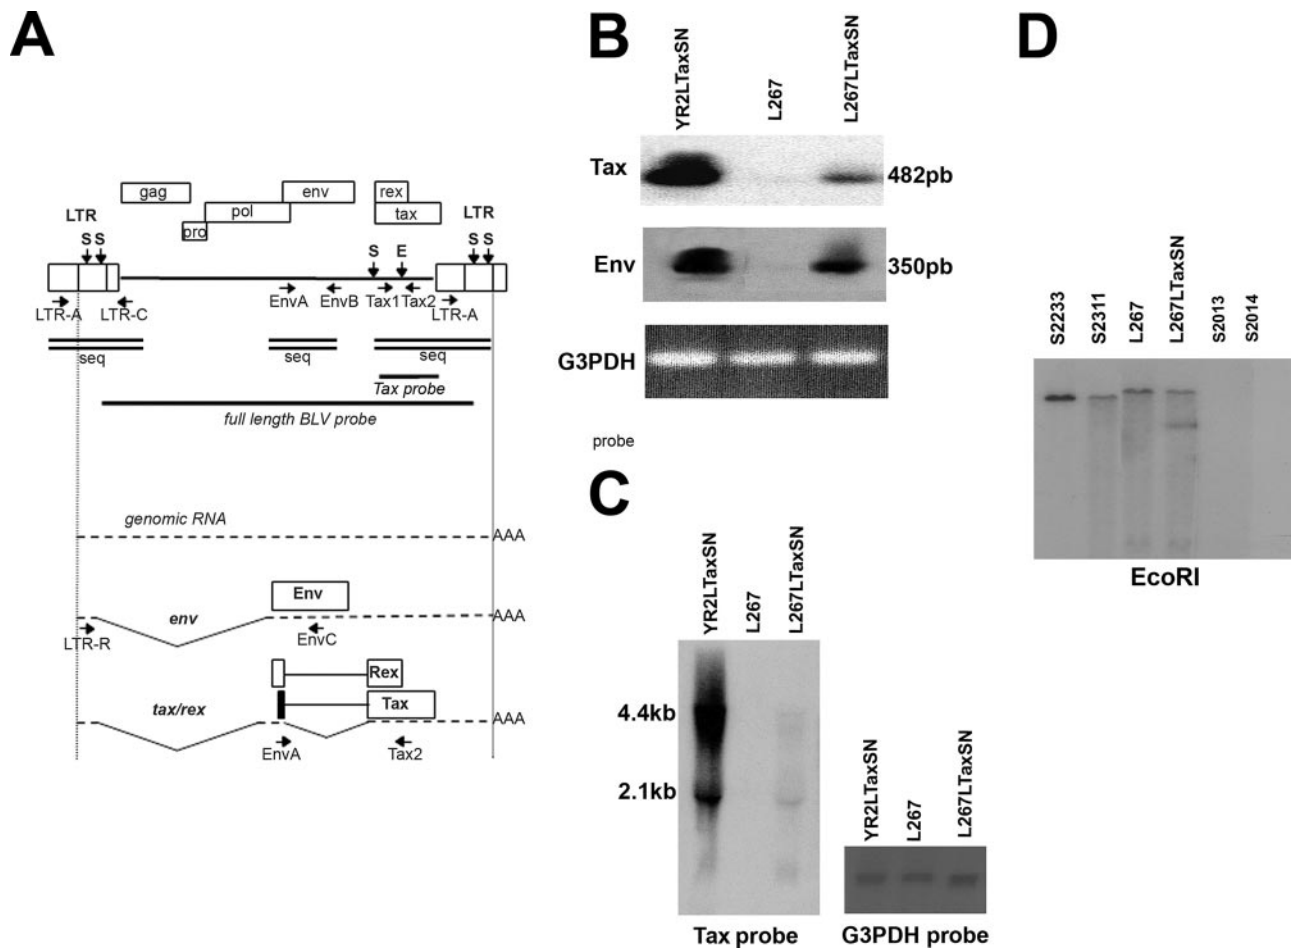 A
gag
env
rex
pol
tax
pro
LTR
LTR
S S
S
E
S S
EnvA
EnvB
Tax1
Tax2
LTR-A
LTR-C
LTR-A
seq
seq
seq
Tax probe
full length BLV probe
genomic RNA
AAA
Env
env
AAA
LTR-R
EnvC
Rex
Tax
tax/rex
AAA
EnvA
Tax2
B
YR2LTaxSN
L267
L267LTaxSN
Tax
482pb
Env
350pb
G3PDH
probe
C
YR2LTaxSN
L267
L267LTaxSN
4.4kb
2.1kb
Tax probe
YR2LTaxSN
L267
L267LTaxSN
G3PDH probe
D
S2233
S2311
L267
L267LTaxSN
S2013
S2014
EcoRI